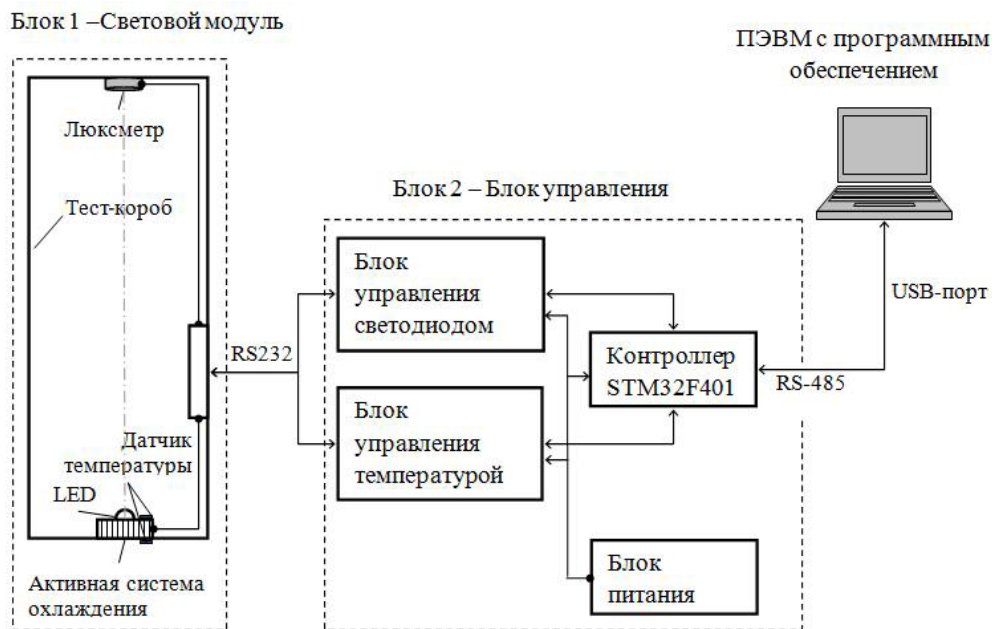 Блок 1 –Световой модуль
ПЭВМ с программным
обеспечением
Люксметр
Тест-короб
Блок 2 – Блок управления
Блок
управления
светодиодом
USB-порт
RS232
Контроллер
STM32F401
RS-485
Блок
управления
температурой
Датчик
температуры
LED
Активная система
охлаждения
Блок
питания